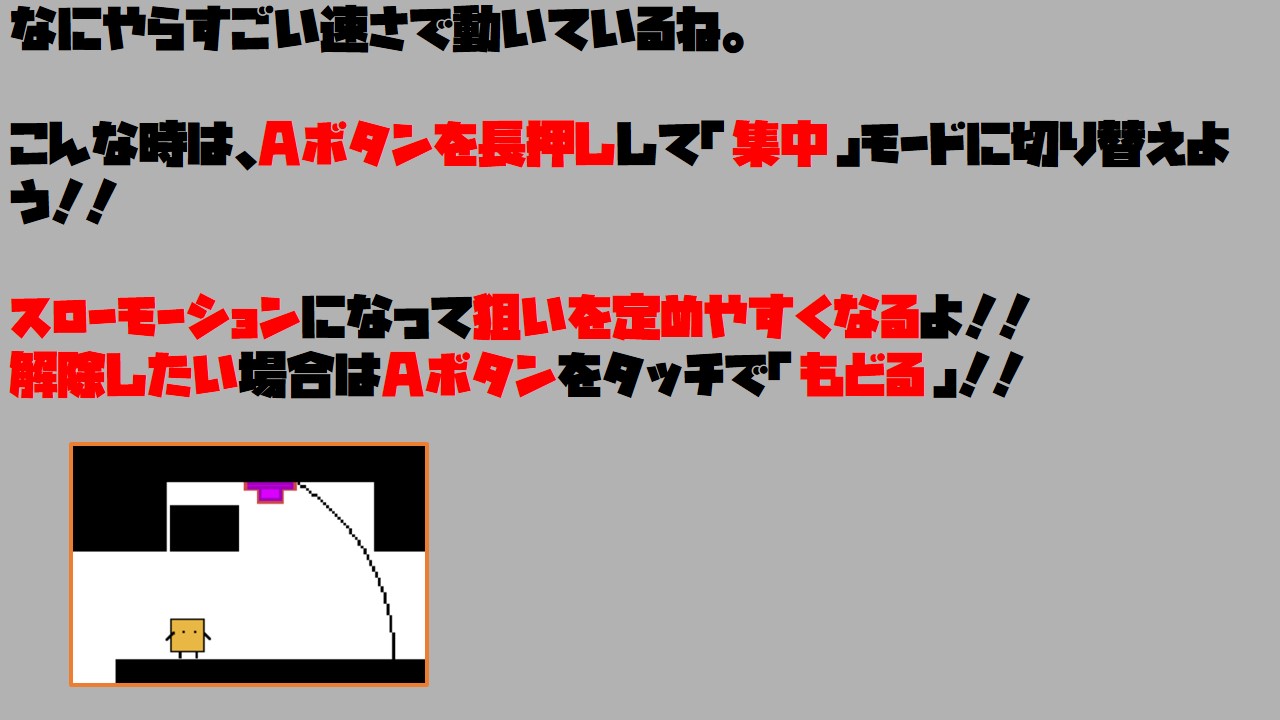 なにやらすごい速さで動いているね。
こんな時は、Aボタンを長押しして「集中」モードに切り替えよ
う!!
スローモーションになって狙いを定めやすくなるよ!!
解除したい場合はAボタンをタッチで「もどる」!!